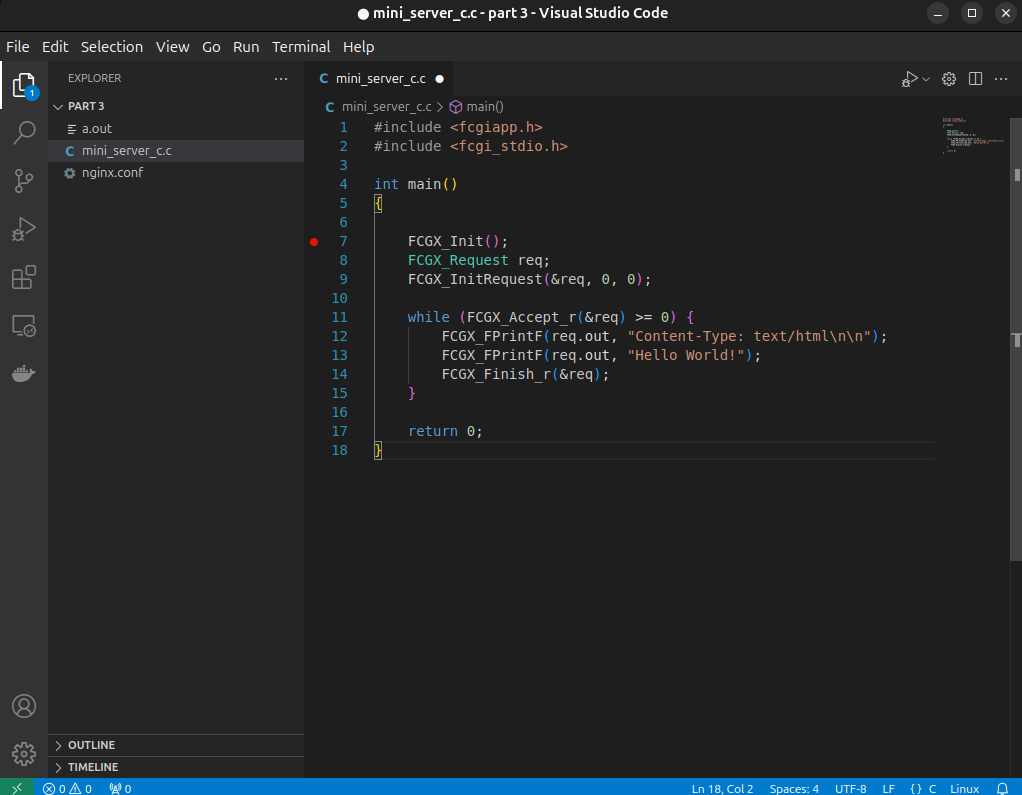 mini_server_c.c - part 3 - Visual Studio Code
File Edit Selection View Go Run Terminal Help
EXPLORER
PART 3
a.out
C mini_server_c.c
nginx.conf
OUTLINE
TIMELINE
1
C mini_server_c.c
C mini_server_c.c > main()
1 #include <fcgiapp.h>
2 #include <fcgi_stdio.h>
3
4 int main()
5 {
6
7 FCGX_Init();
8 FCGX_Request req;
9 FCGX_InitRequest(&req, 0, 0);
10
11 while (FCGX_Accept_r(&req) >= 0) {
12 FCGX_FPrintF(req.out, "Content-Type: text/html\n\n");
13 FCGX_FPrintF(req.out, "Hello World!");
14 FCGX_Finish_r(&req);
15 }
16
17 return 0;
18 }
0 0 0 Ln 18, Col 2 Spaces: 4 UTF-8 LF {} C Linux